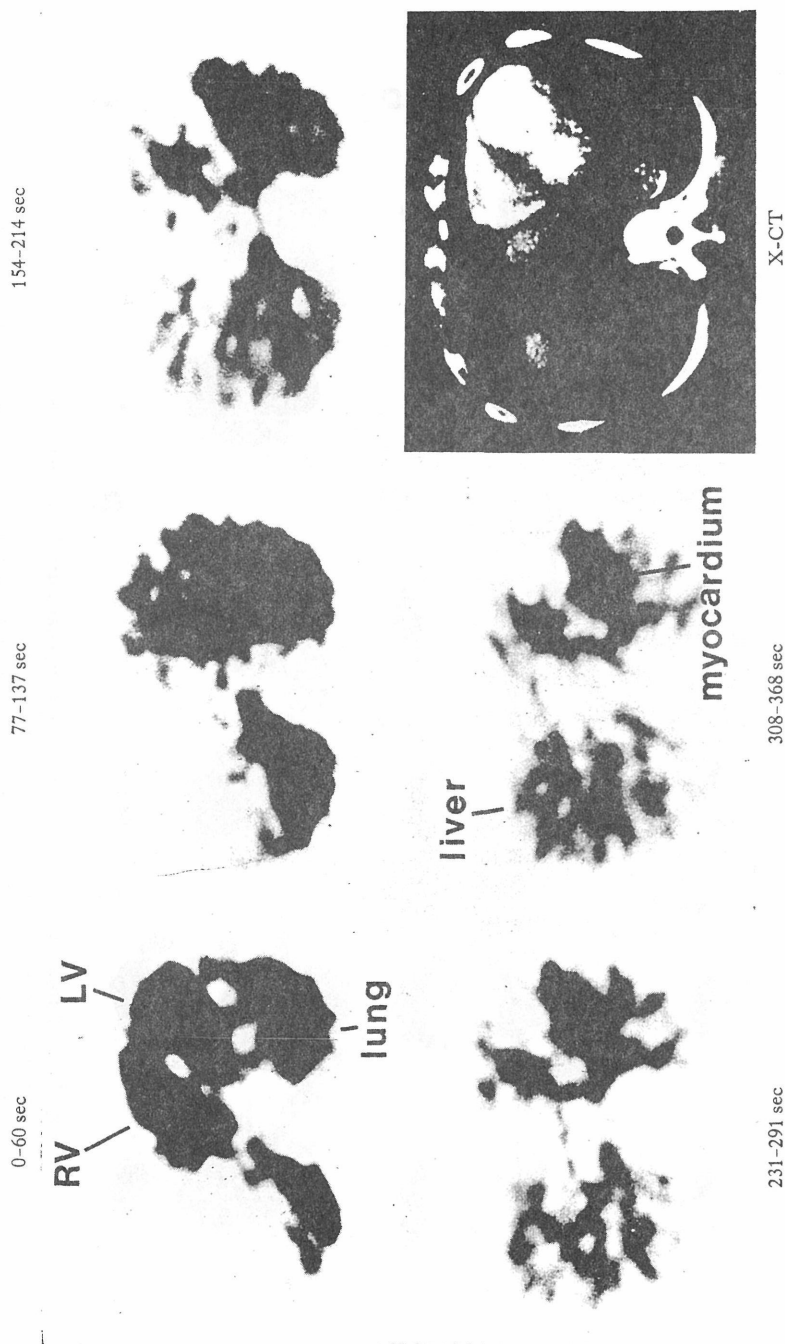 0-60 sec
77-137 sec
154-214 sec
RV
LV
lung
liver
myocardium
231-291 sec
308-368 sec
X-CT